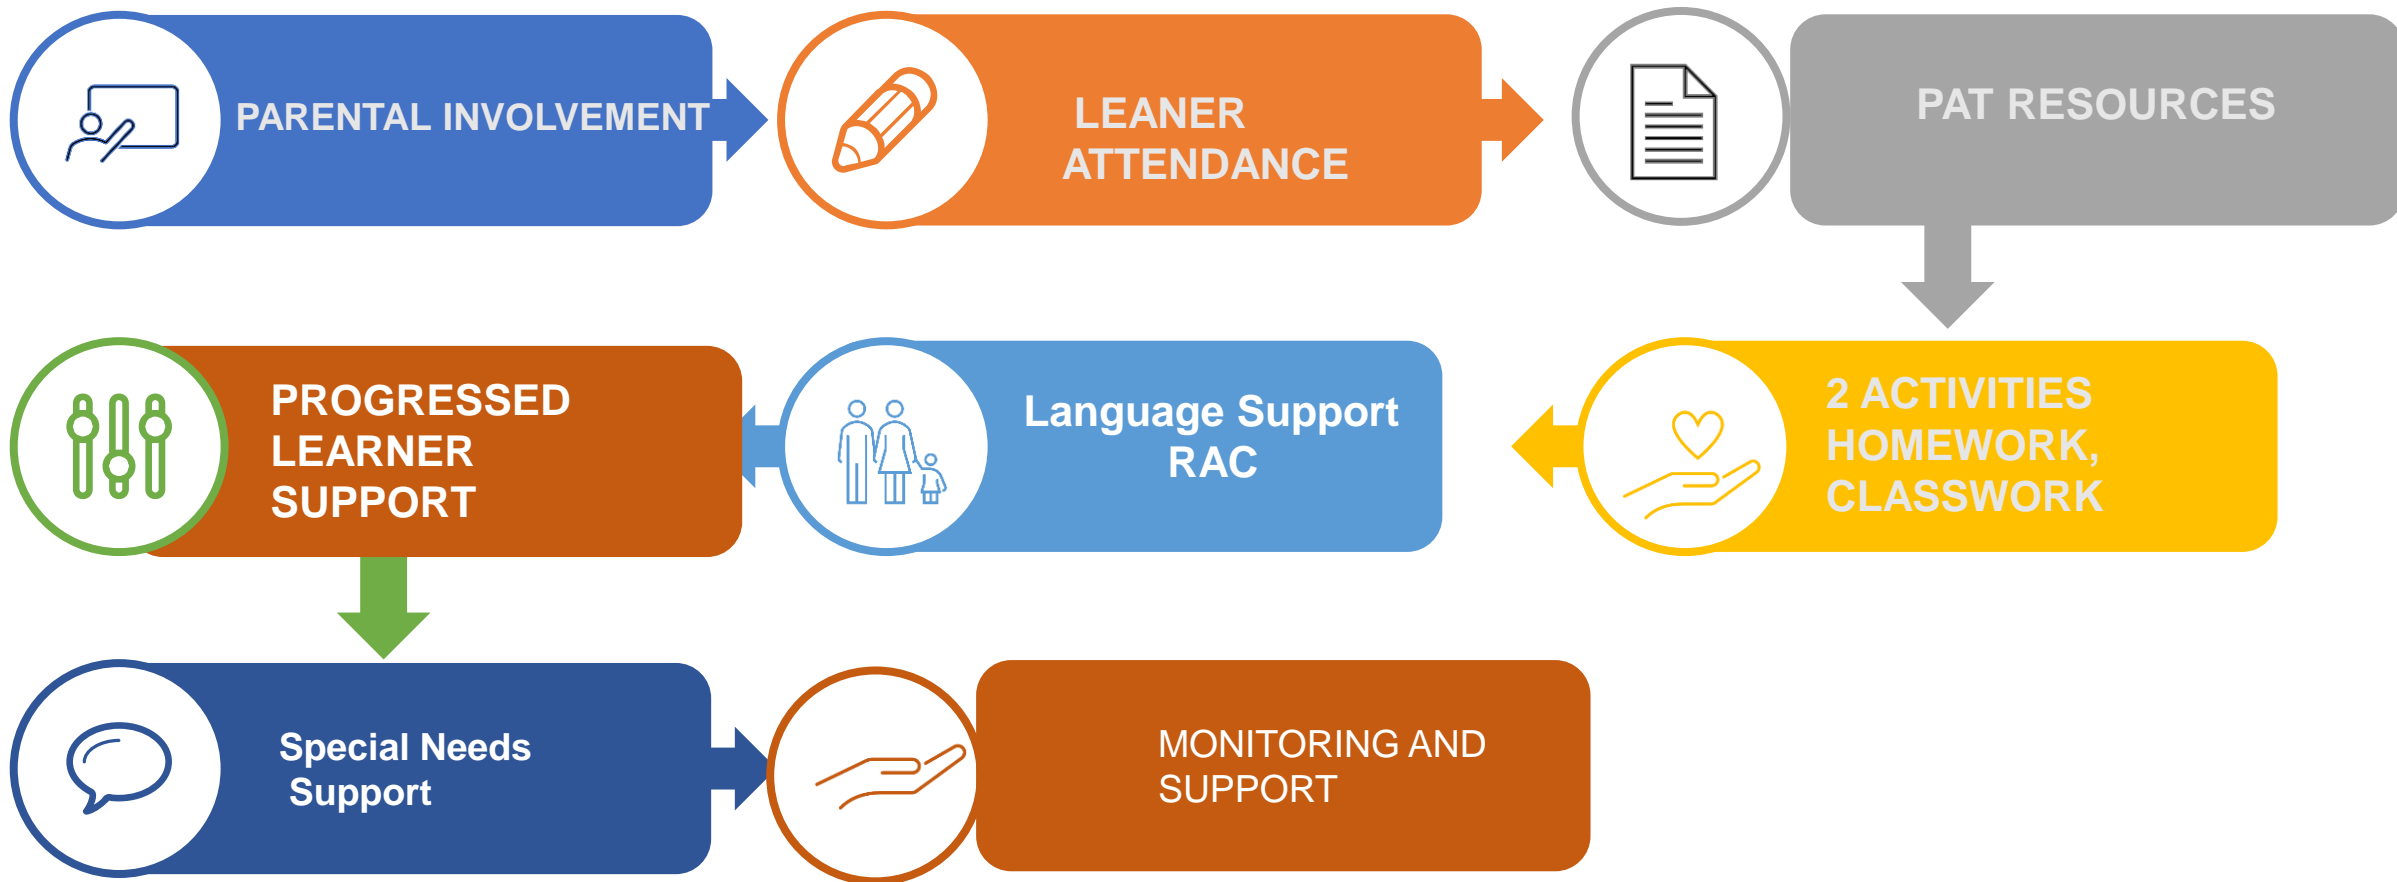 PARENTAL INVOLVEMENT
LEANER
ATTENDANCE
PAT RESOURCES
2 ACTIVITIES
HOMEWORK,
CLASSWORK
Language Support
RAC
PROGRESSED
LEARNER
SUPPORT
Special Needs
Support
MONITORING AND
SUPPORT